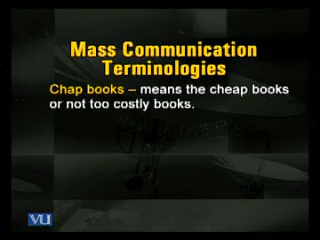 Mass Communication
Terminologies
Chap books – means the cheap books
or not too costly books.
VU